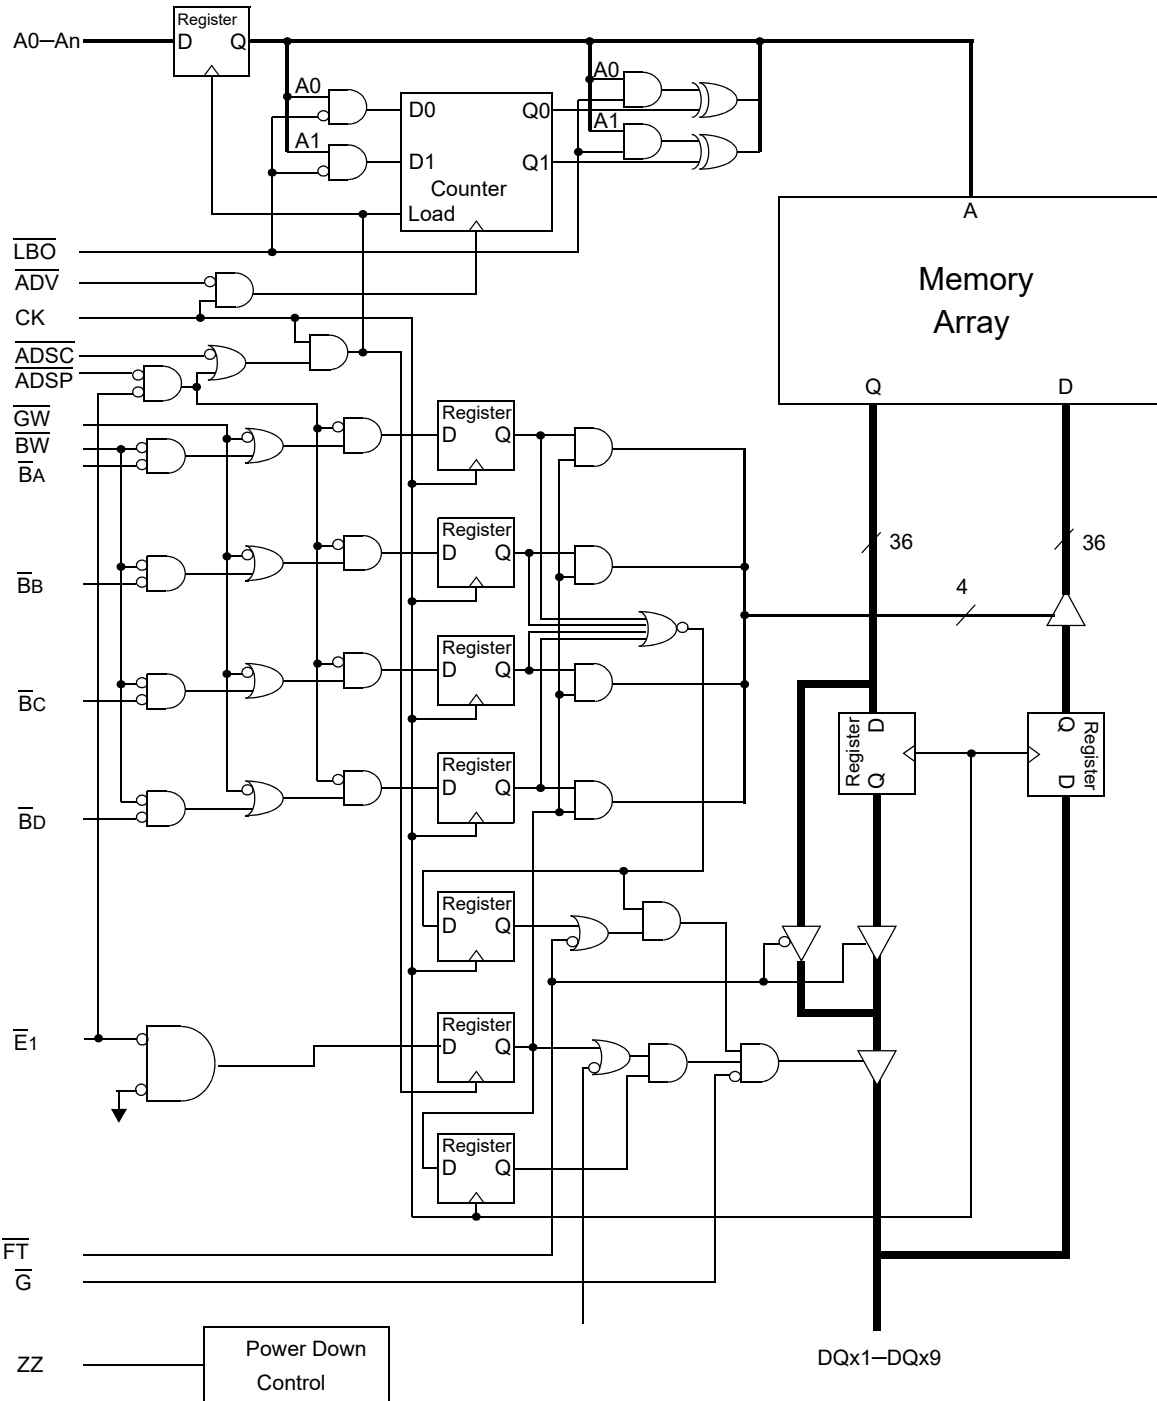 Register
A0–An
D Q
A0
A0
D0
Q0
A1
A1
D1
Q1
Counter
Load
A
LBO
ADV
Memory
CK
Array
ADSC
ADSP
Q
D
GW
Register
BW
D Q
BA
Register
36
36
D Q
BB
4
Register
D Q
BC
Register
D
Q
Q
D
Register
Register
D Q
BD
Register
D Q
Register
E1
D Q
Register
D Q
FT
G
Power Down
ZZ
DQx1–DQx9
Control